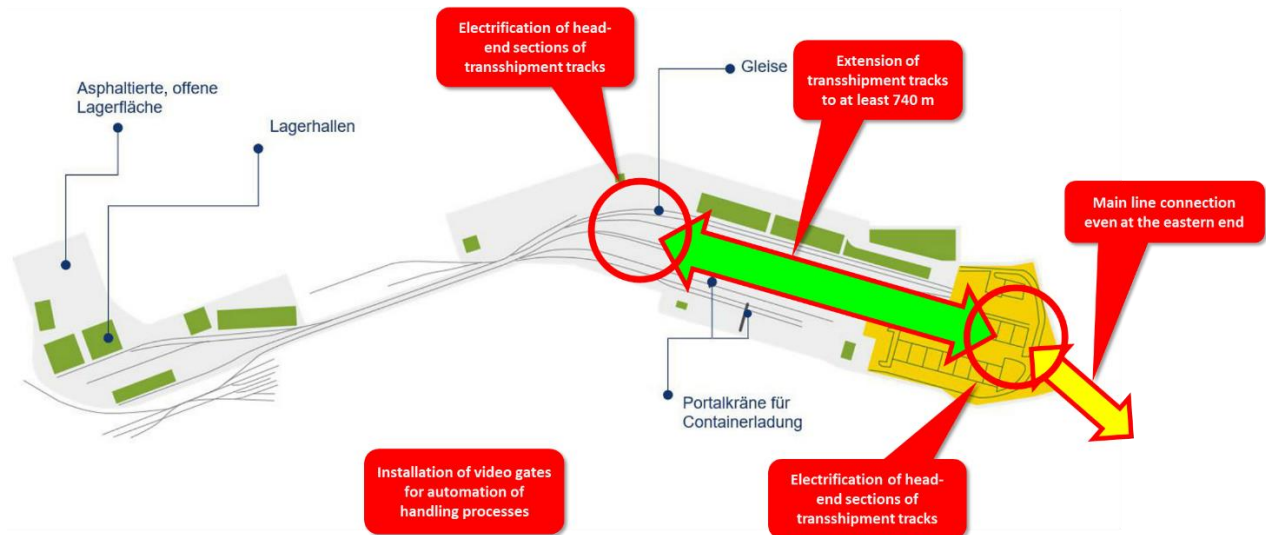 Electrification of head-
end sections of
transshipment tracks
Gleise
Extension of
transshipment tracks
to at least 740 m
Asphaltierte, offene
Lagerfläche
Lagerhallen
Main line connection
even at the eastern end
Portalkräne für
Containerladung
Installation of video gates
for automation of
handling processes
Electrification of head-
end sections of
transshipment tracks